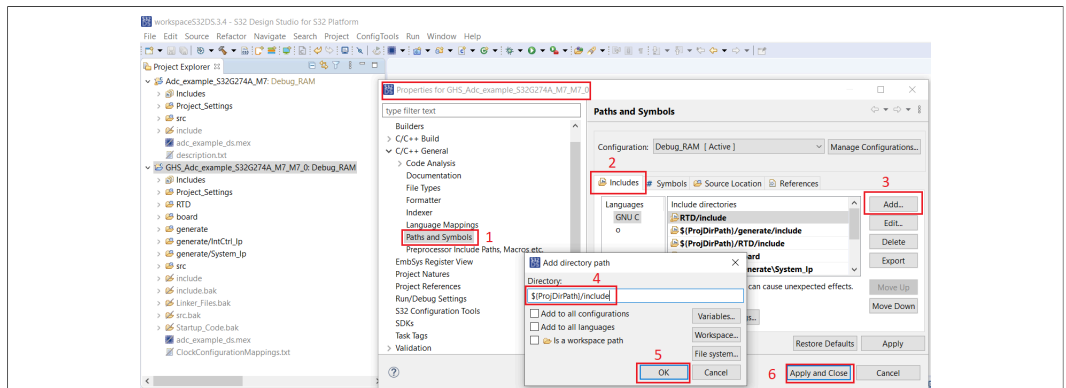 workspaceS32DS.3.4 - S32 Design Studio for S32 Platform
File Edit Source Refactor Navigate Search Project ConfigTools Run Window Help
Project Explorer
Adc_example_S32G274A_M7: Debug_RAM
Includes
Project_Settings
src
include
adc_example_ds.mex
description.txt
GHS_Adc_example_S32G274A_M7_M7_0: Debug_RAM
Includes
Project_Settings
RTD
board
generate
generate/IntCtrl_Ip
generate/System_Ip
src
include
include.bak
Linker_Files.bak
src.bak
Startup_Code.bak
adc_example_ds.mex
ClockConfigurationMappings.txt
Properties for GHS_Adc_example_S32G274A_M7_M7_0
type filter text
Builders
C/C++ Build
C/C++ General
Code Analysis
Documentation
File Types
Formatter
Indexer
Language Mappings
Paths and Symbols 1
Preprocessor Include Paths, Macros etc.
EmbSys Register View
Project Natures
Project References
Run/Debug Settings
S32 Configuration Tools
SDKs
Task Tags
Validation
Paths and Symbols
Configuration: Debug_RAM [ Active ] Manage Configurations...
2
Includes # Symbols Source Location References
3
Languages
GNU C
Include directories
RTD/include
$(ProjDirPath)/generate/include
$(ProjDirPath)/RTD/include
ard
nerate\System_Ip
can cause unexpected effects.
Add...
Edit...
Delete
Export
Move Up
Move Down
Restore Defaults Apply
6 Apply and Close Cancel
Add directory path
4
Directory:
$(ProjDirPath)/include
Add to all configurations
Add to all languages
Is a workspace path
Variables...
Workspace...
File system...
5
OK Cancel